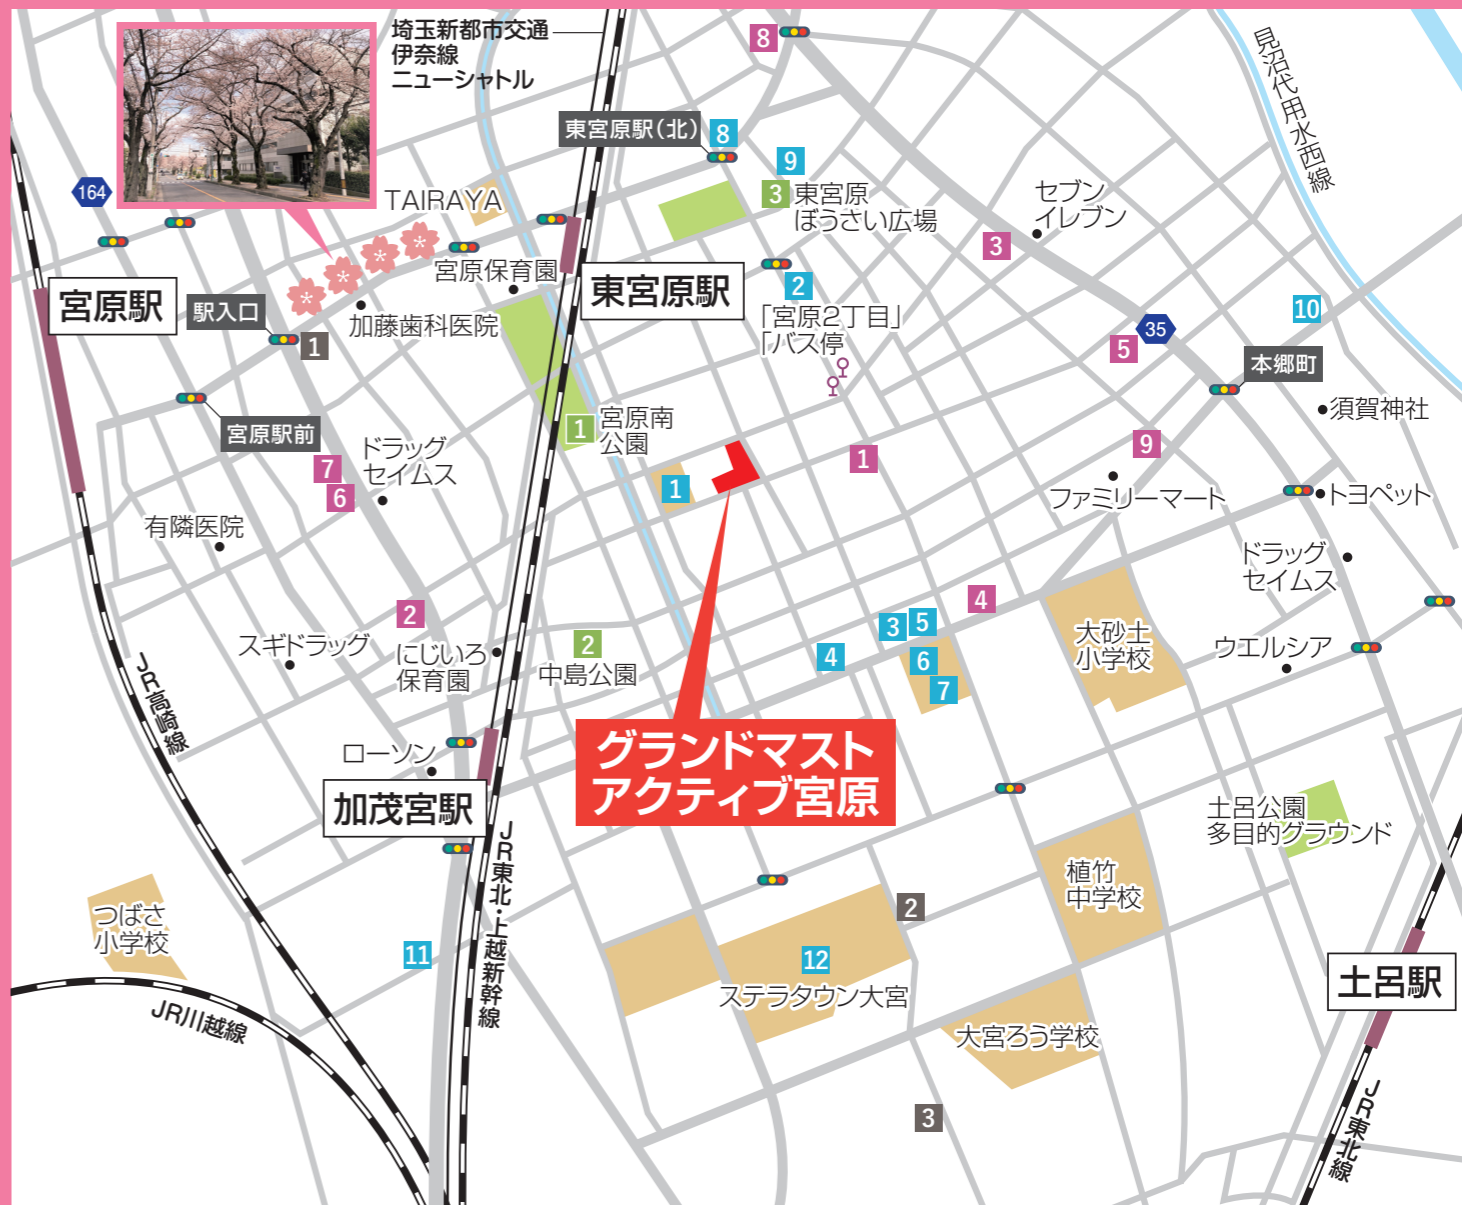 埼玉新都市交通
伊奈線
ニューシャトル
8
見沼代用水西線
東宮原駅(北)
8
9
164
TAIRAYA
3
東宮原
ぼうさい広場
セブン
イレブン
3
宮原保育園
宮原駅
駅入口
1
加藤歯科医院
東宮原駅
2
「宮原2丁目」
「バス停
10
35
5
本郷町
宮原駅前
1
宮原南
公園
須賀神社
ドラッグ
セイムス
7
6
1
1
9
ファミリーマート
トヨペット
有隣医院
ドラッグ
セイムス
2
スギドラッグ
にじいろ
保育園
2
中島公園
3
5
4
4
6
7
大砂土
小学校
ウエルシア
JR高崎線
ローソン
加茂宮駅
グランドマスト
アクティブ宮原
土呂公園
多目的グラウンド
JR東北・上越新幹線
植竹
中学校
つばさ
小学校
2
11
12
ステラタウン大宮
土呂駅
JR川越線
大宮ろう学校
3
JR東北線